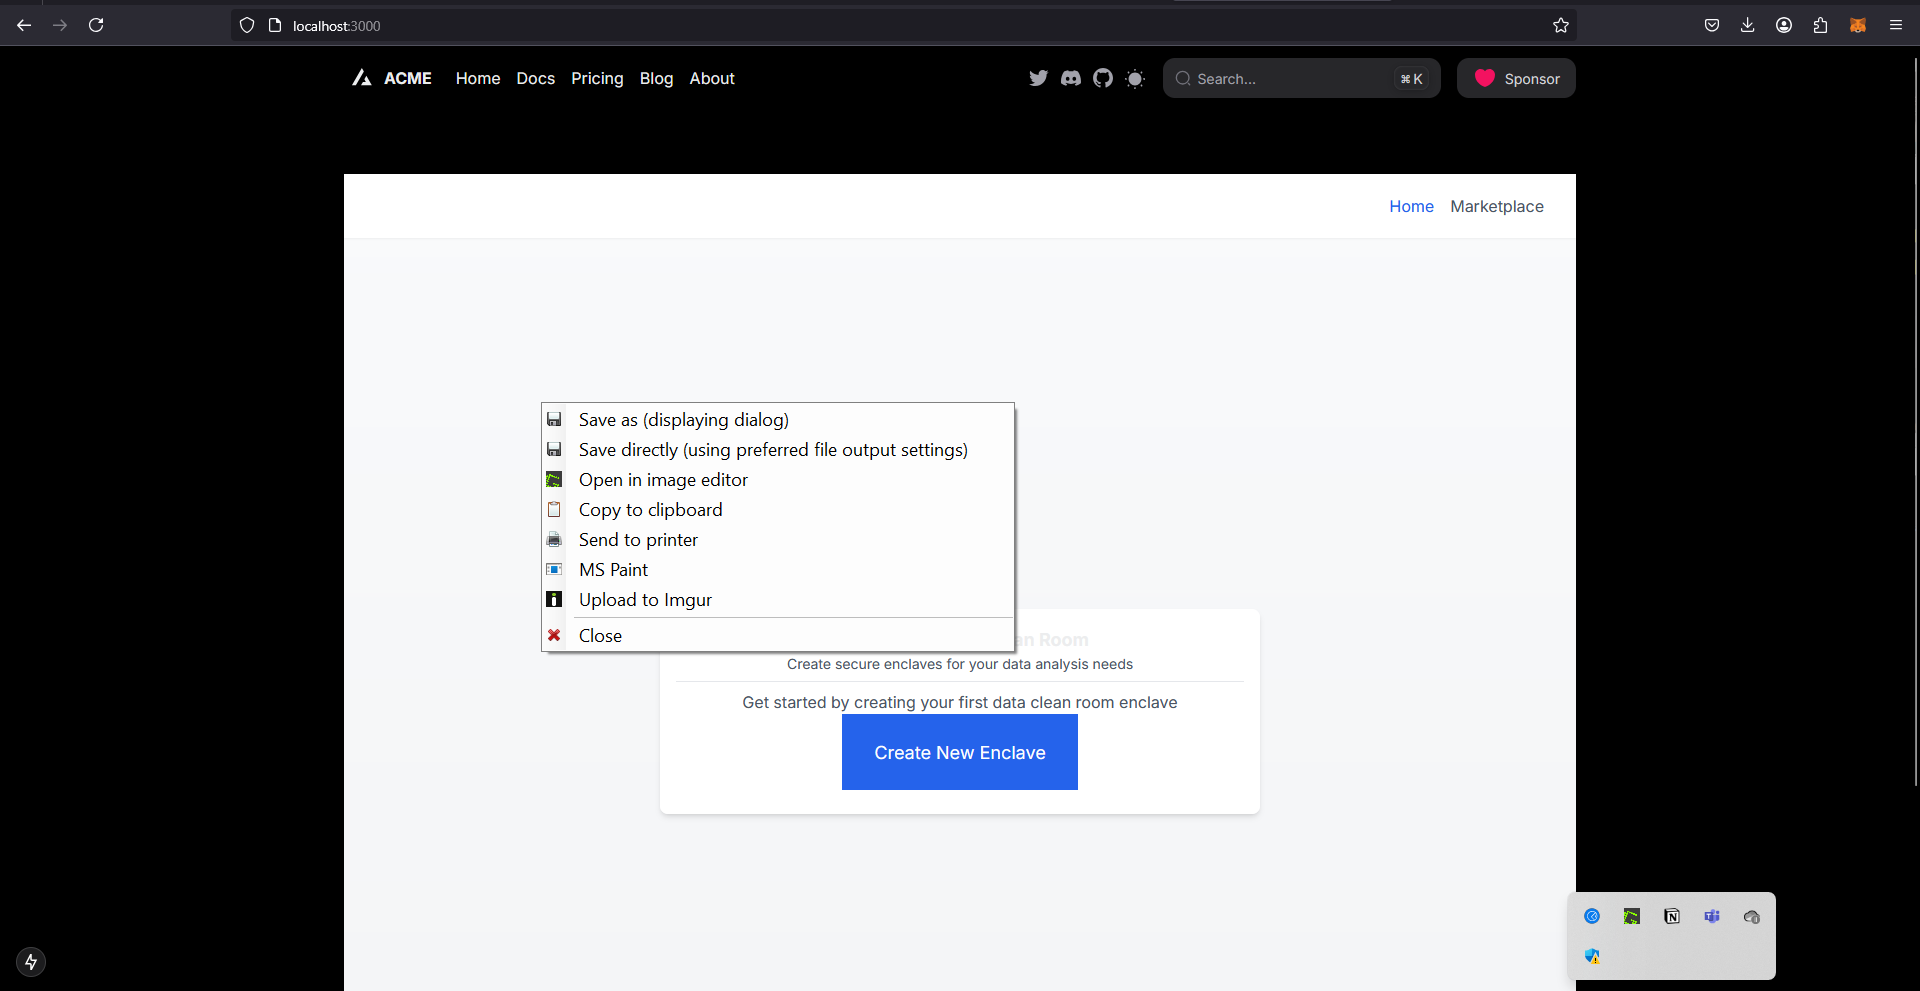 localhost:3000
ACME Home Docs Pricing Blog About
Search... ⌘K Sponsor
Home Marketplace
Save as (displaying dialog)
Save directly (using preferred file output settings)
Open in image editor
Copy to clipboard
Send to printer
MS Paint
Upload to Imgur
Close
Room
Create secure enclaves for your data analysis needs
Get started by creating your first data clean room enclave
Create New Enclave